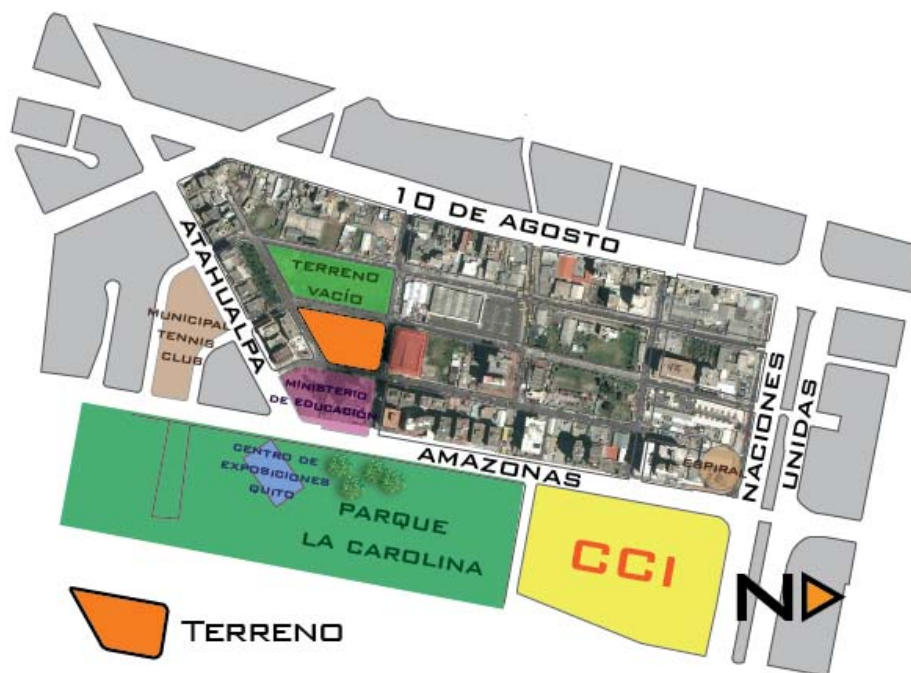 10 DE AGOSTO
ATAHUALPA
TERRENO
VACÍO
MUNICIPAL
TENNIS
CLUB
MINISTERIO
DE EDUCACIÓN
NACIONES
UNIDAS
ESPIRAL
AMAZONAS
CENTRO DE
EXPOSICIONES
QUITO
PARQUE
LA CAROLINA
CCI
N
TERRENO